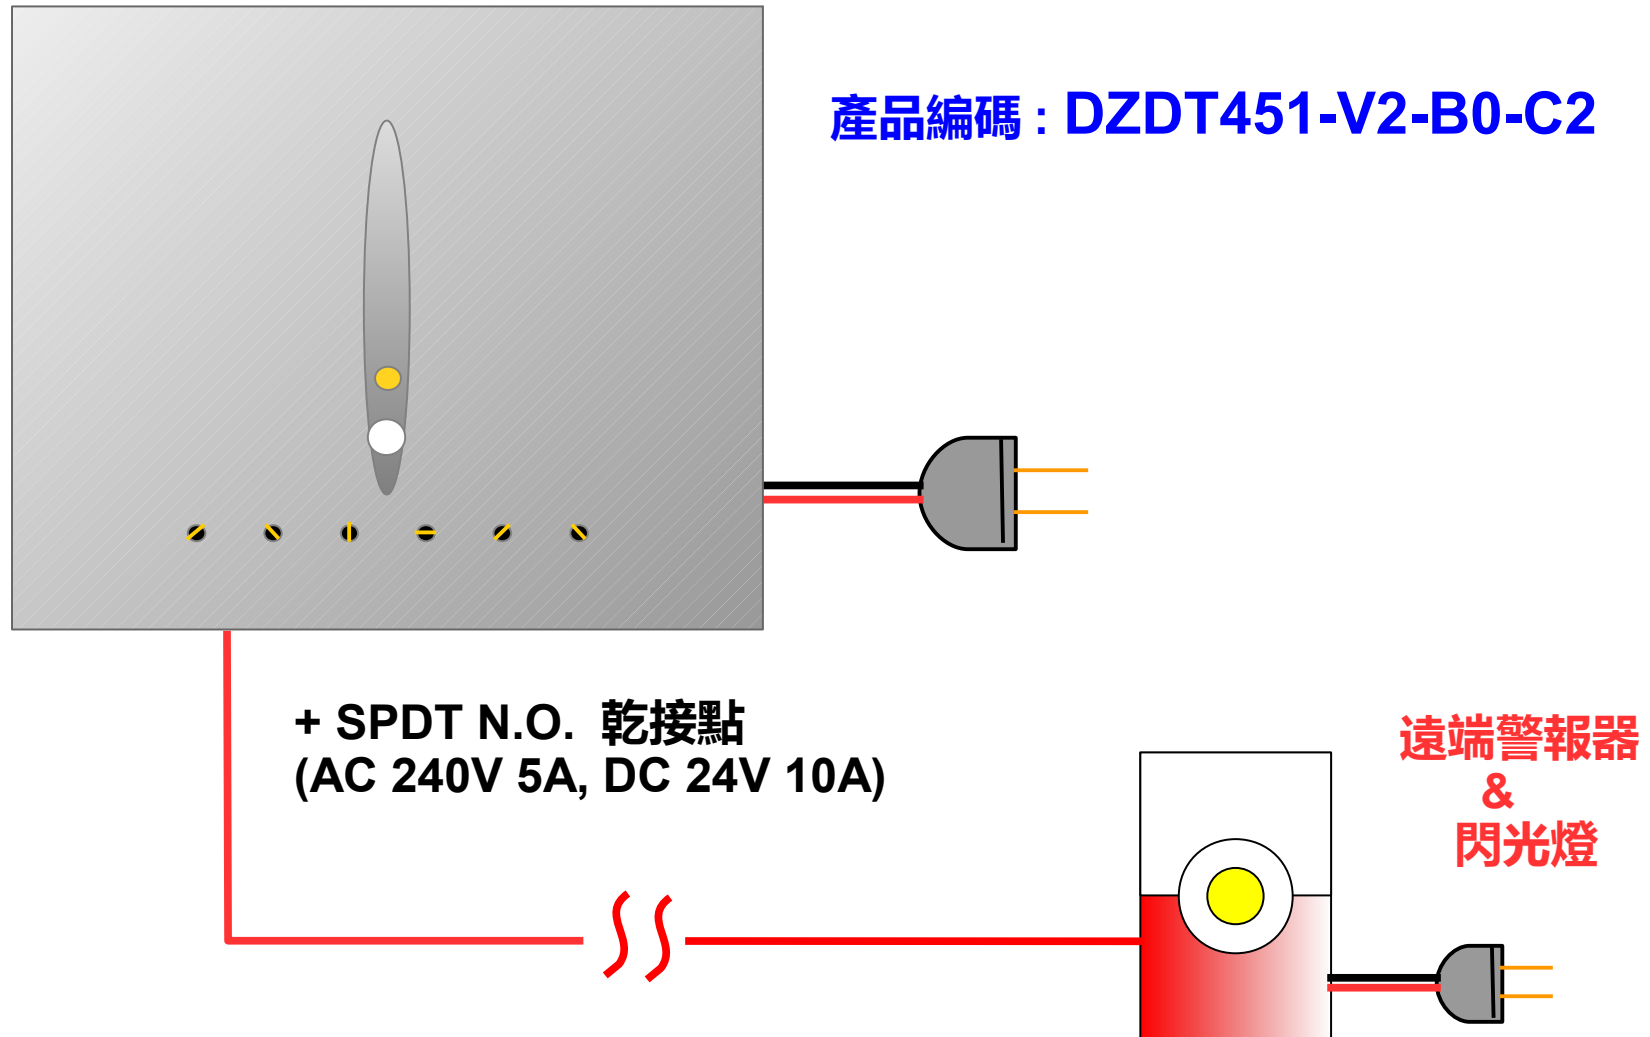 產品編碼 : DZDT451-V2-B0-C2
+ SPDT N.O. 乾接點
(AC 240V 5A, DC 24V 10A)
遠端警報器
&
閃光燈